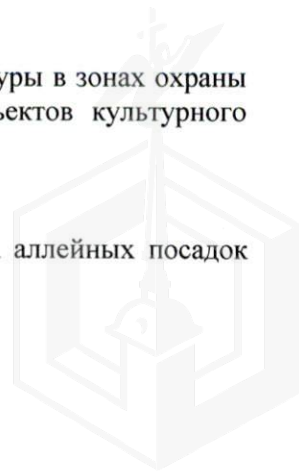 уры в зонах охраны
ьектов культурного
аллейных посадок